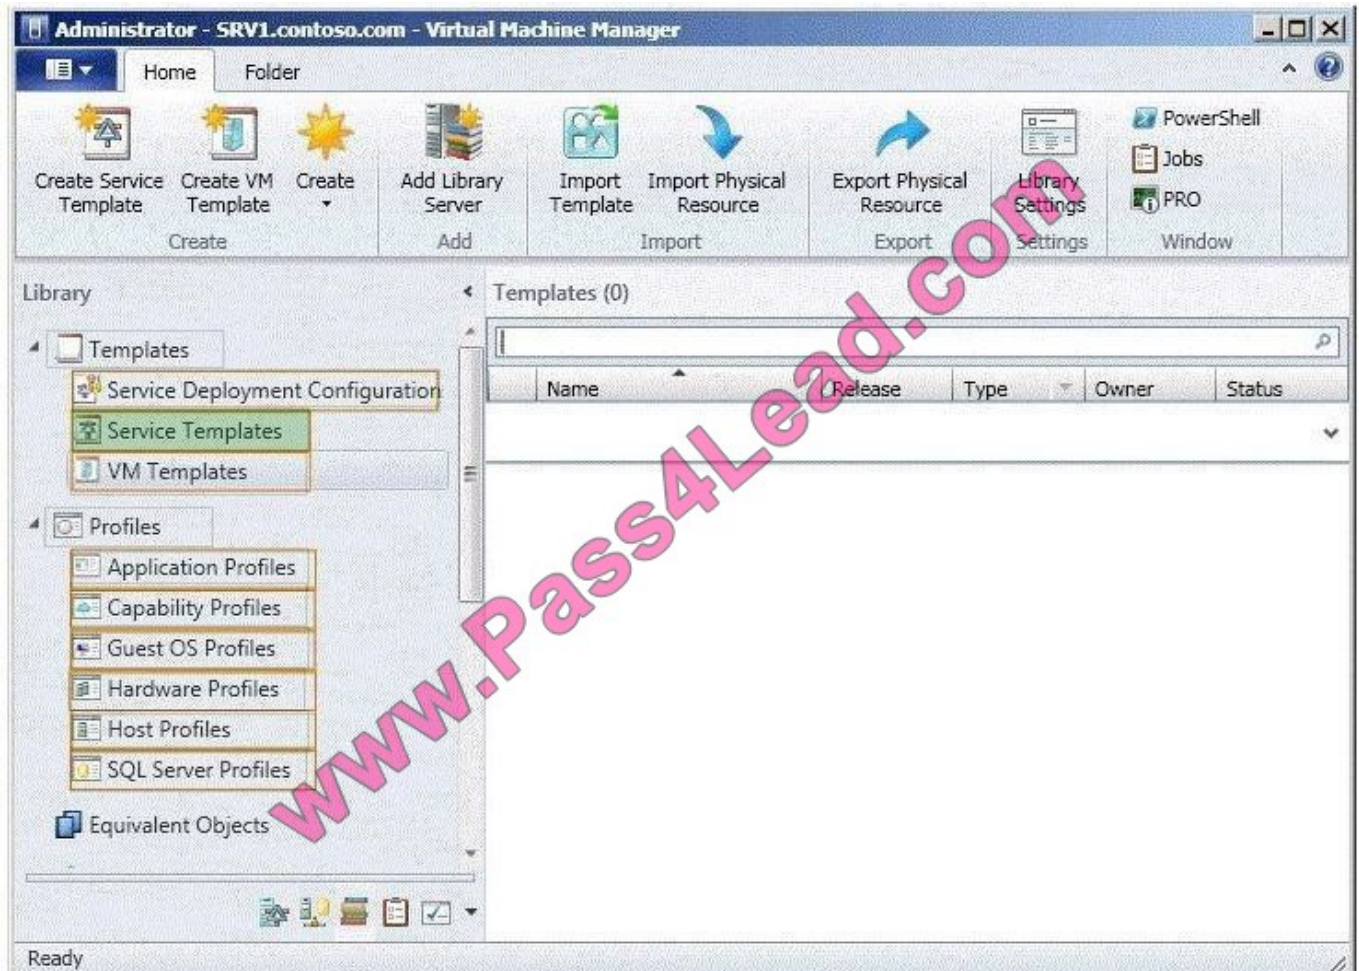 Administrator - SRV1.contoso.com - Virtual Machine Manager
Home Folder
Create Service Template
Create VM Template
Create
Add Library Server
Import Template
Import Physical Resource
Export Physical Resource
Library Settings
PowerShell
Jobs
PRO
Create Add Import Export Settings Window
Library
Templates (0)
Templates
Service Deployment Configuration
Service Templates
VM Templates
Name Release Type Owner Status
Profiles
Application Profiles
Capability Profiles
Guest OS Profiles
Hardware Profiles
Host Profiles
SQL Server Profiles
Equivalent Objects
Ready
www.Pass4Lead.com